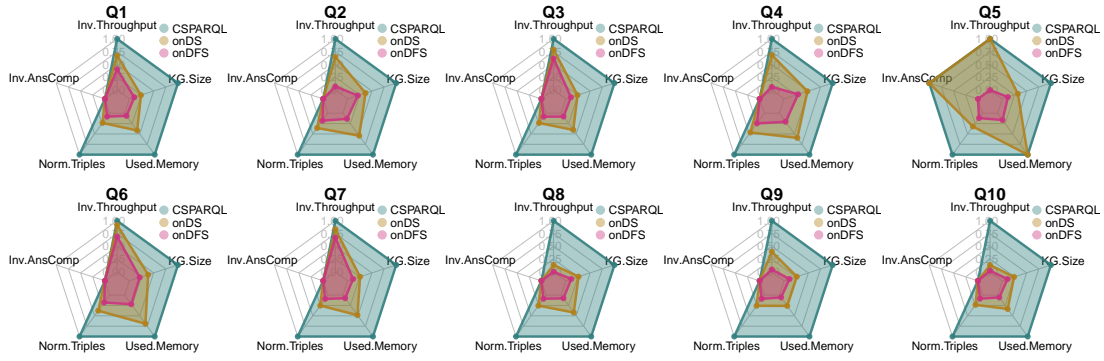 Q1
Inv.Throughput
CSPARQL
onDS
onDFS
Inv.AnsComp
KG.Size
Norm.Triples
Used.Memory
Q2
Inv.Throughput
CSPARQL
onDS
onDFS
Inv.AnsComp
KG.Size
Norm.Triples
Used.Memory
Q3
Inv.Throughput
CSPARQL
onDS
onDFS
Inv.AnsComp
KG.Size
Norm.Triples
Used.Memory
Q4
Inv.Throughput
CSPARQL
onDS
onDFS
Inv.AnsComp
KG.Size
Norm.Triples
Used.Memory
Q5
Inv.Throughput
CSPARQL
onDS
onDFS
Inv.AnsComp
KG.Size
Norm.Triples
Used.Memory
Q6
Inv.Throughput
CSPARQL
onDS
onDFS
Inv.AnsComp
KG.Size
Norm.Triples
Used.Memory
Q7
Inv.Throughput
CSPARQL
onDS
onDFS
Inv.AnsComp
KG.Size
Norm.Triples
Used.Memory
Q8
Inv.Throughput
CSPARQL
onDS
onDFS
Inv.AnsComp
KG.Size
Norm.Triples
Used.Memory
Q9
Inv.Throughput
CSPARQL
onDS
onDFS
Inv.AnsComp
KG.Size
Norm.Triples
Used.Memory
Q10
Inv.Throughput
CSPARQL
onDS
onDFS
Inv.AnsComp
KG.Size
Norm.Triples
Used.Memory